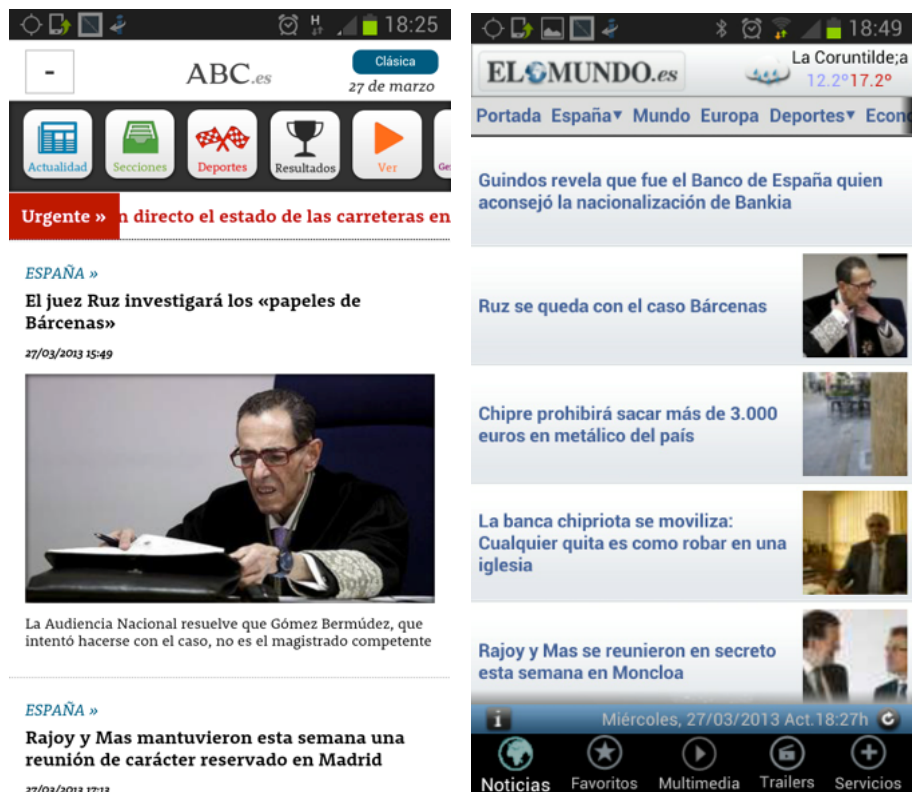 18:25
-
ABC.es
Clásica
27 de marzo
Actualidad
Secciones
Deportes
Resultados
Ver
Urgente »
directo el estado de las carreteras en
ESPAÑA »
El juez Ruz investigará los «papeles de
Bárcenas»
27/03/2013 15:49
La Audiencia Nacional resuelve que Gómez Bermúdez, que
intentó hacerse con el caso, no es el magistrado competente
ESPAÑA »
Rajoy y Mas mantuvieron esta semana una
reunión de carácter reservado en Madrid
27/03/2013 17:13
18:49
EL MUNDO.es
La Coruntilde;a
12.2º17.2º
Portada España Mundo Europa Deportes
Guindos revela que fue el Banco de España quien
aconsejó la nacionalización de Bankia
Ruz se queda con el caso Bárcenas
Chipre prohibirá sacar más de 3.000
euros en metálico del país
La banca chipriota se moviliza:
Cualquier quita es como robar en una
iglesia
Rajoy y Mas se reunieron en secreto
esta semana en Moncloa
Miércoles, 27/03/2013 Act.18:27h
Noticias Favoritos Multimedia Trailers Servicios